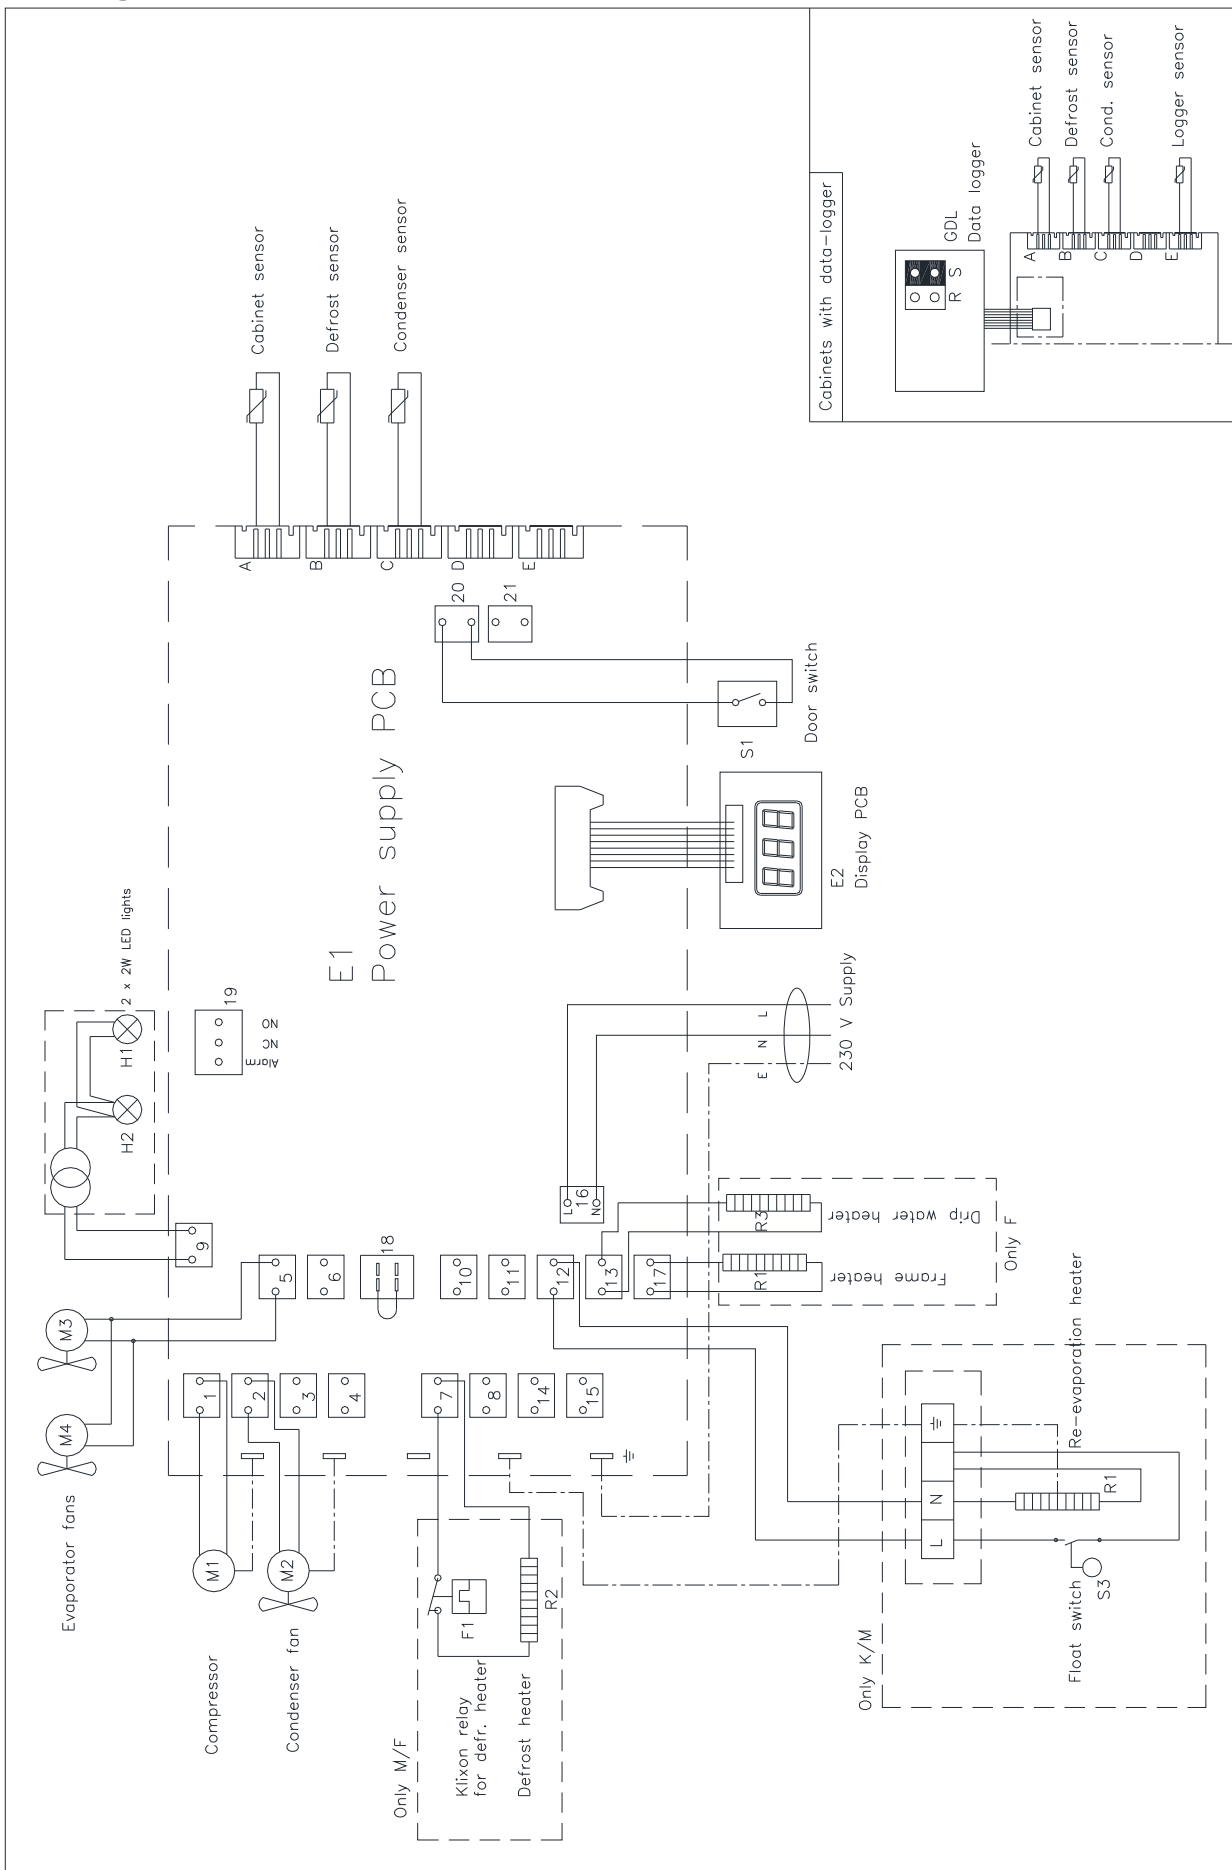 Evaporator fans
M4
M3
2 x 2W LED lights
H2
H1
Compressor
M1
Condenser fan
M2
Only M/F
Klixon relay
for defr. heater
F1
Defrost heater
R2
1
2
3
4
7
8
14
15
5
6
18
10
11
12
13
17
9
19
Alarm
NC
NO
16
L
N
E1
Power supply PCB
A
B
C
D
E
20
21
Cabinet sensor
Defrost sensor
Condenser sensor
S1
Door switch
E2
Display PCB
E
N
L
230 V Supply
R3
Drip water heater
R1
Frame heater
Only F
Only K/M
L
N
Float switch
S3
R1
Re-evaporation heater
Cabinets with data-logger
R
S
GDL
Data logger
A
B
C
D
E
Cabinet sensor
Defrost sensor
Cond. sensor
Logger sensor